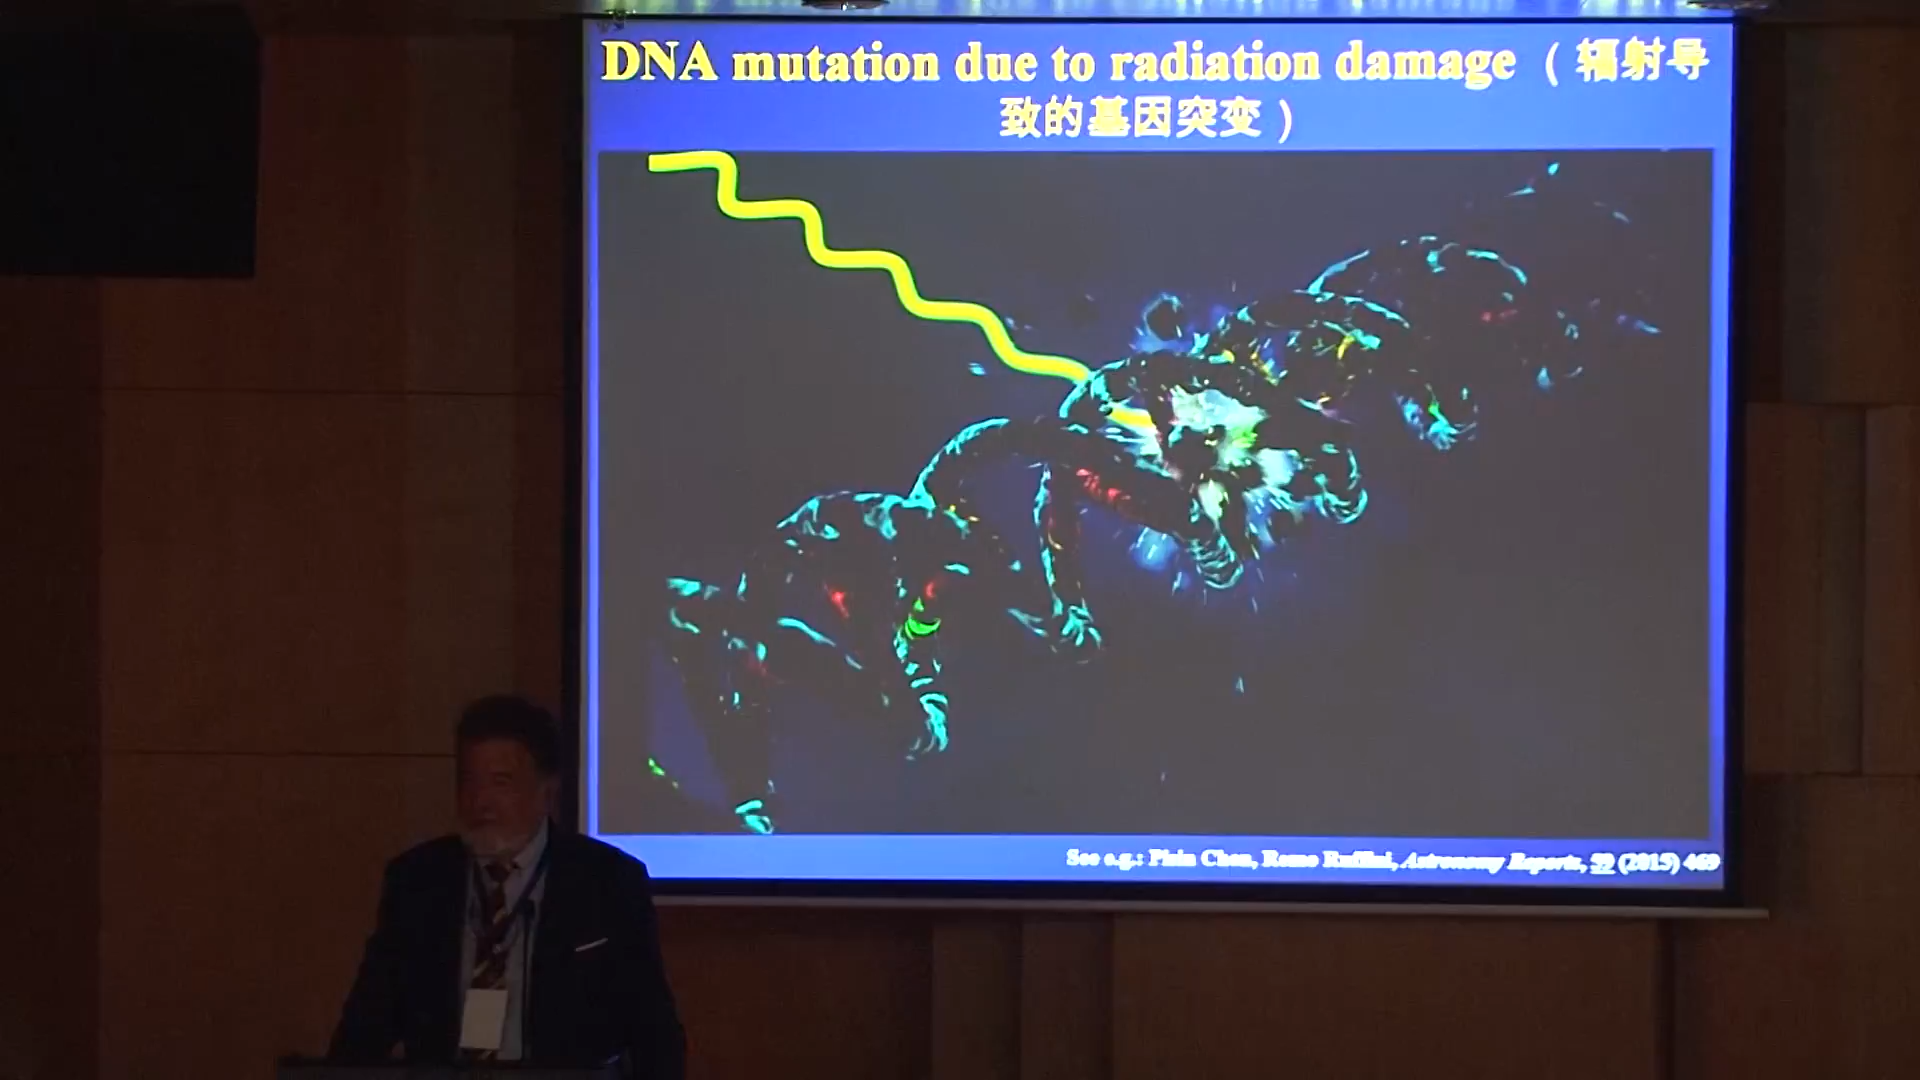 DNA mutation due to radiation damage （辐射导
致的基因突变）
See e.g.: Pisin Chen, Remo Ruffini, Astronomy Reports, 59 (2015) 469